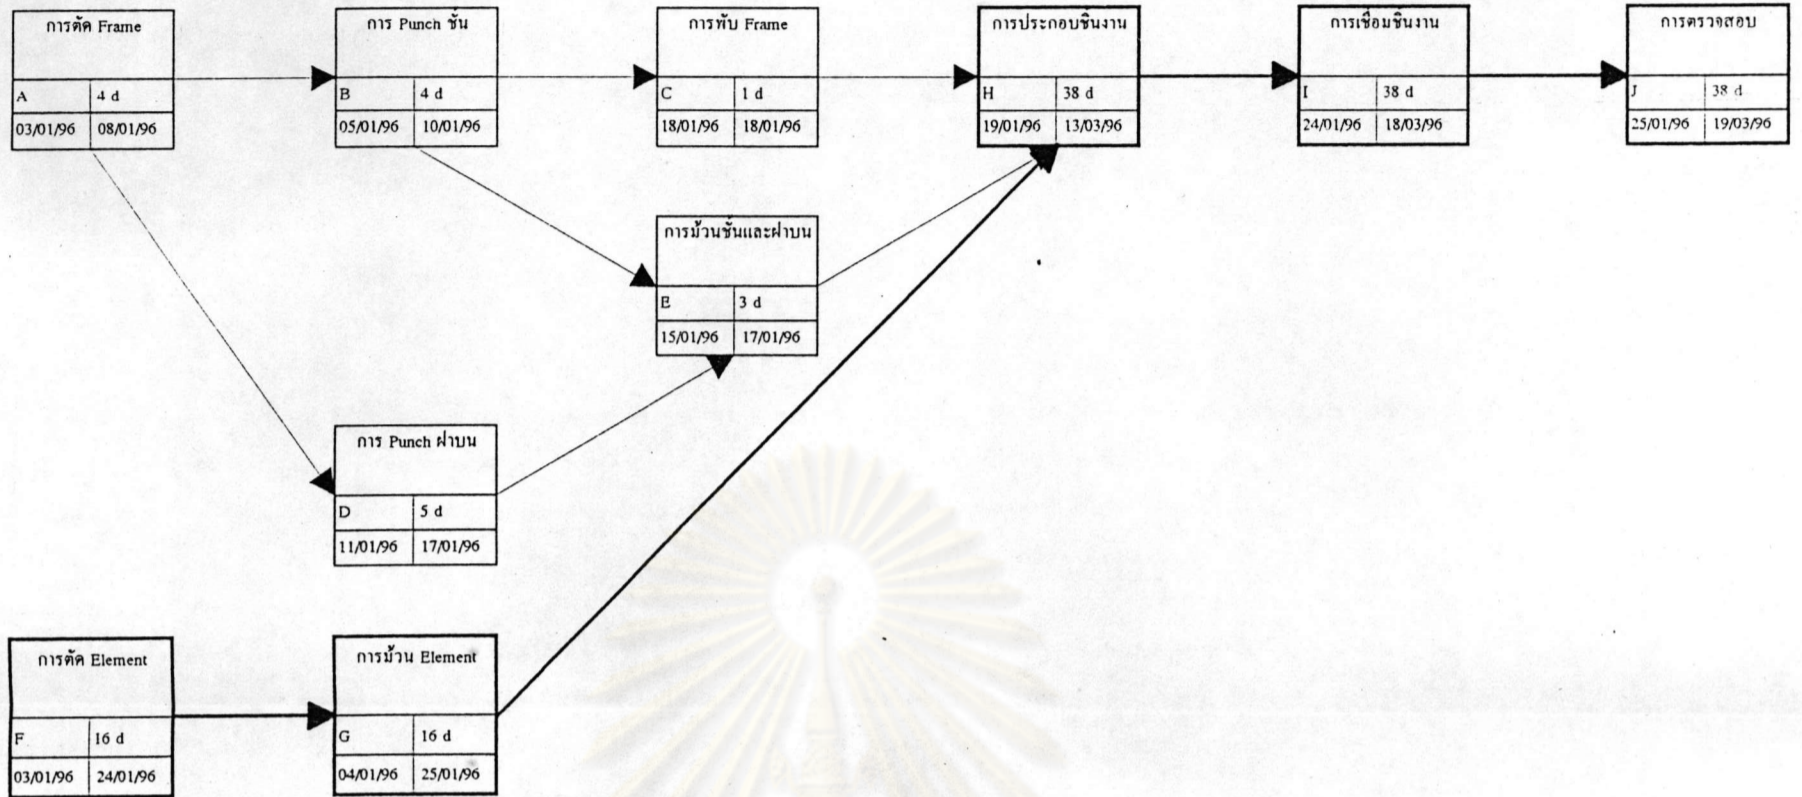 การตัด Frame
A 4 d
03/01/96 08/01/96
การ Punch ชั้น
B 4 d
05/01/96 10/01/96
การพับ Frame
C 1 d
18/01/96 18/01/96
การประกอบชิ้นงาน
H 38 d
19/01/96 13/03/96
การเชื่อมชิ้นงาน
I 38 d
24/01/96 18/03/96
การตรวจสอบ
J 38 d
25/01/96 19/03/96
การม้วนชั้นและฝาบน
E 3 d
15/01/96 17/01/96
การ Punch ฝาบน
D 5 d
11/01/96 17/01/96
การตัด Element
F 16 d
03/01/96 24/01/96
การม้วน Element
G 16 d
04/01/96 25/01/96